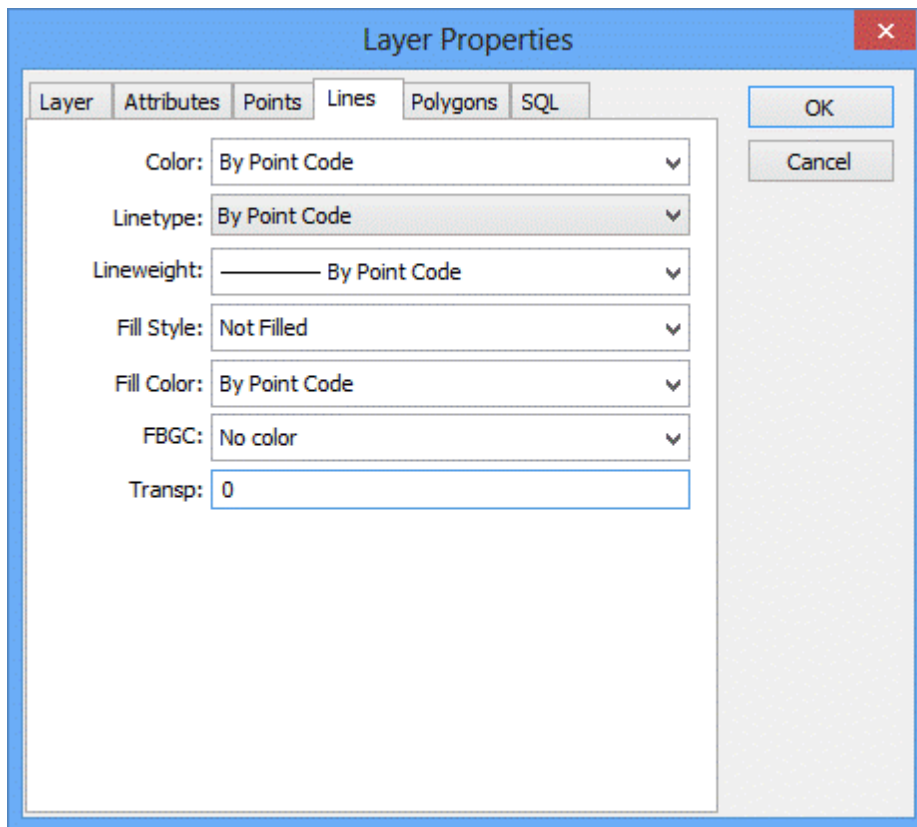 Layer Properties
Layer Attributes Points Lines Polygons SQL
OK
Cancel
Color: By Point Code
Linetype: By Point Code
Lineweight: By Point Code
Fill Style: Not Filled
Fill Color: By Point Code
FBGC: No color
Transp: 0